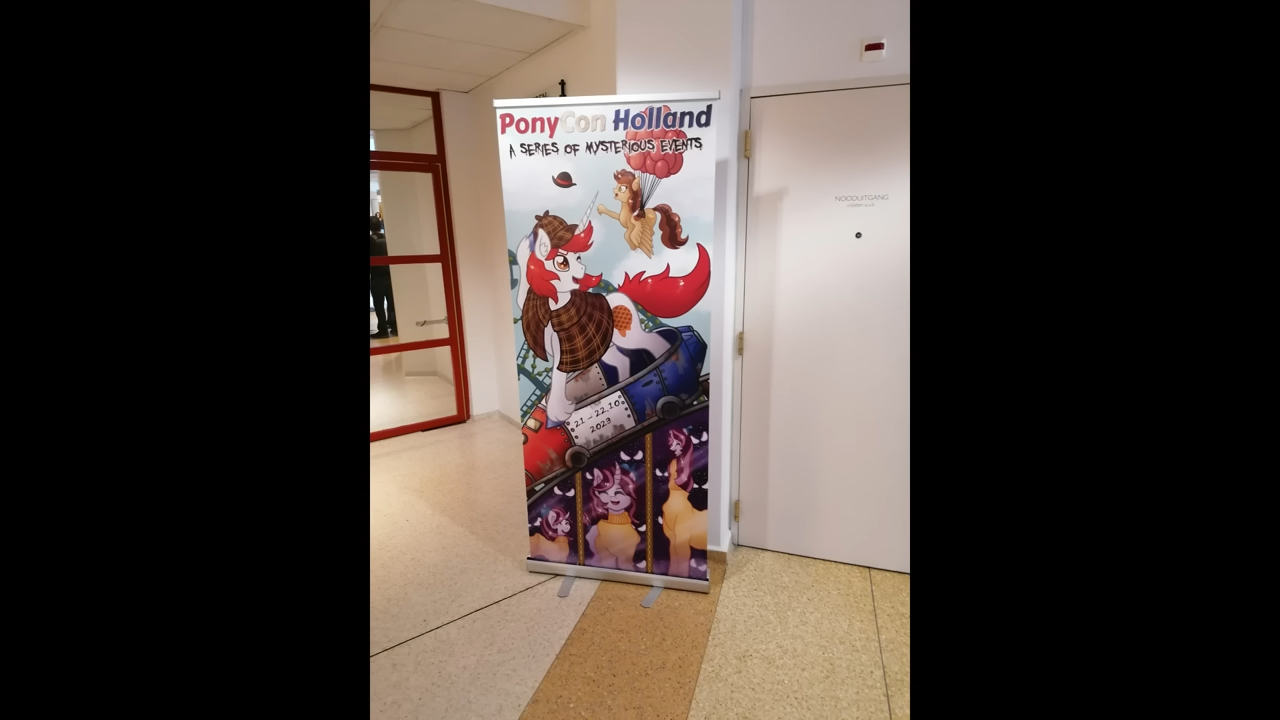 PonyCon Holland
A SERIES OF MYSTERIOUS EVENTS
21 - 22.10
2023
NOODUITGANG